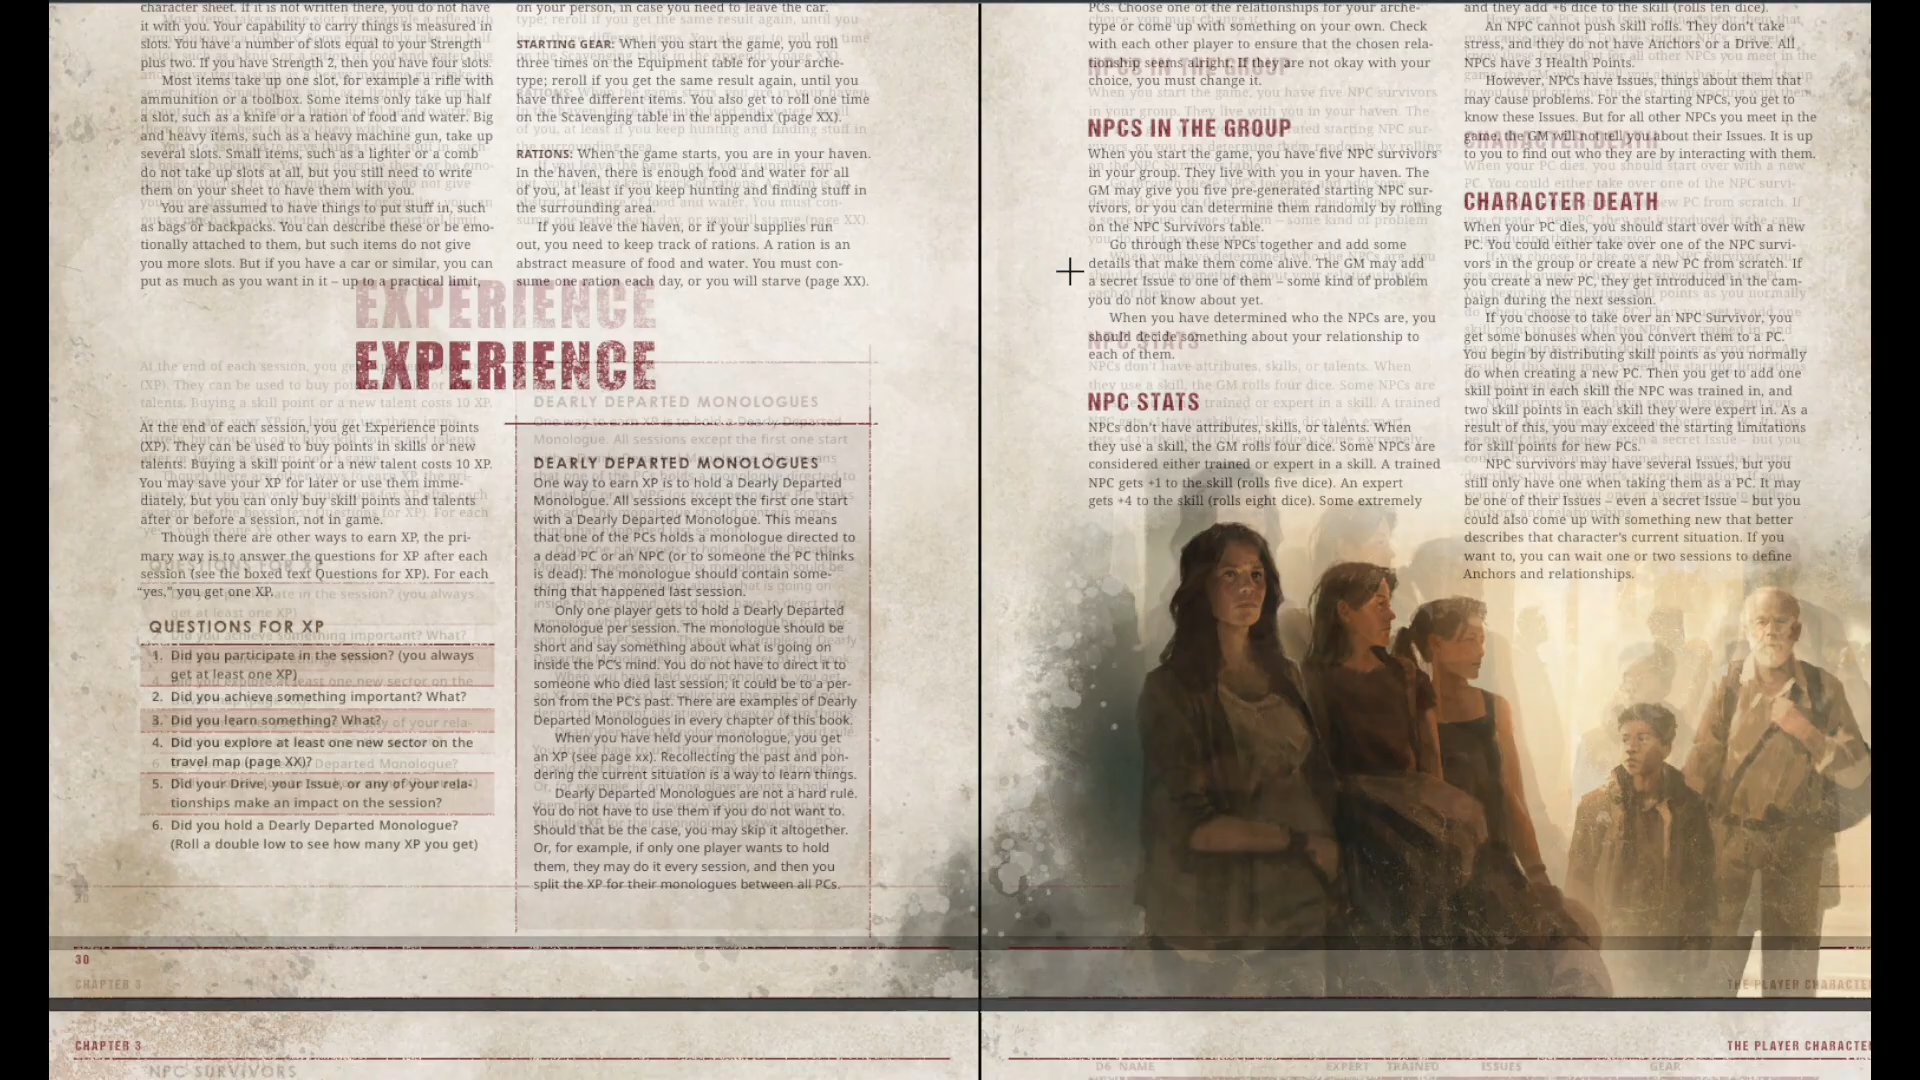 character sheet. If it is not written there, you do not have
it with you. Your capability to carry things is measured in
slots. You have a number of slots equal to your Strength
plus two. If you have Strength 2, then you have four slots.
Most items take up one slot, for example a rifle with
ammunition or a toolbox. Some items only take up half
a slot, such as a knife or a ration of food and water. Big
and heavy items, such as a heavy machine gun, take up
several slots. Small items, such as a lighter or a comb
do not take up slots at all, but you still need to write
them on your sheet to have them with you.
You are assumed to have things to put stuff in, such
as bags or backpacks. You can describe these or be emo-
tionally attached to them, but such items do not give
you more slots. But if you have a car or similar, you can
put as much as you want in it – up to a practical limit,
on your person, in case you need to leave the car.
STARTING GEAR: When you start the game, you roll
three times on the Equipment table for your arche-
type; reroll if you get the same result again, until you
have three different items. You also get to roll one time
on the Scavenging table in the appendix (page XX).
RATIONS: When the game starts, you are in your haven.
In the haven, there is enough food and water for all
of you, at least if you keep hunting and finding stuff in
the surrounding area.
If you leave the haven, or if your supplies run
out, you need to keep track of rations. A ration is an
abstract measure of food and water. You must con-
sume one ration each day, or you will starve (page XX).
EXPERIENCE
EXPERIENCE
At the end of each session, you get Experience points
(XP). They can be used to buy points in skills or new
talents. Buying a skill point or a new talent costs 10 XP.
You may save your XP for later or use them imme-
diately, but you can only buy skill points and talents
after or before a session, not in game.
Though there are other ways to earn XP, the pri-
mary way is to answer the questions for XP after each
session (see the boxed text Questions for XP). For each
“yes,” you get one XP.
QUESTIONS FOR XP
1. Did you participate in the session? (you always
get at least one XP)
2. Did you achieve something important? What?
3. Did you learn something? What?
4. Did you explore at least one new sector on the
travel map (page XX)?
5. Did your Drive, your Issue, or any of your rela-
tionships make an impact on the session?
6. Did you hold a Dearly Departed Monologue?
(Roll a double low to see how many XP you get)
DEARLY DEPARTED MONOLOGUES
DEARLY DEPARTED MONOLOGUES
One way to earn XP is to hold a Dearly Departed
Monologue. All sessions except the first one start
with a Dearly Departed Monologue. This means
that one of the PCs holds a monologue directed to
a dead PC or an NPC (or to someone the PC thinks
is dead). The monologue should contain some-
thing that happened last session.
Only one player gets to hold a Dearly Departed
Monologue per session. The monologue should be
short and say something about what is going on
inside the PC’s mind. You do not have to direct it to
someone who died last session; it could be to a per-
son from the PC’s past. There are examples of Dearly
Departed Monologues in every chapter of this book.
When you have held your monologue, you get
an XP (see page xx). Recollecting the past and pon-
dering the current situation is a way to learn things.
Dearly Departed Monologues are not a hard rule.
You do not have to use them if you do not want to.
Should that be the case, you may skip it altogether.
Or, for example, if only one player wants to hold
them, they may do it every session, and then you
split the XP for their monologues between all PCs.
30
CHAPTER 3
CHAPTER 3
NPC SURVIVORS
PCs. Choose one of the relationships for your arche-
type or come up with something on your own. Check
with each other player to ensure that the chosen rela-
tionship seems alright. If they are not okay with your
choice, you must change it.
NPCS IN THE GROUP
When you start the game, you have five NPC survivors
in your group. They live with you in your haven. The
GM may give you five pre-generated starting NPC sur-
vivors, or you can determine them randomly by rolling
on the NPC Survivors table.
Go through these NPCs together and add some
details that make them come alive. The GM may add
a secret Issue to one of them – some kind of problem
you do not know about yet.
When you have determined who the NPCs are, you
should decide something about your relationship to
each of them.
NPC STATS
NPCs don’t have attributes, skills, or talents. When
they use a skill, the GM rolls four dice. Some NPCs are
considered either trained or expert in a skill. A trained
NPC gets +1 to the skill (rolls five dice). An expert
gets +4 to the skill (rolls eight dice). Some extremely
and they add +6 dice to the skill (rolls ten dice).
An NPC cannot push skill rolls. They don’t take
stress, and they do not have Anchors or a Drive. All
NPCs have 3 Health Points.
However, NPCs have Issues, things about them that
may cause problems. For the starting NPCs, you get to
know these Issues. But for all other NPCs you meet in the
game, the GM will not tell you about their Issues. It is up
to you to find out who they are by interacting with them.
CHARACTER DEATH
When your PC dies, you should start over with a new
PC. You could either take over one of the NPC survi-
vors in the group or create a new PC from scratch. If
you create a new PC, they get introduced in the cam-
paign during the next session.
If you choose to take over an NPC Survivor, you
get some bonuses when you convert them to a PC.
You begin by distributing skill points as you normally
do when creating a new PC. Then you get to add one
skill point in each skill the NPC was trained in, and
two skill points in each skill they were expert in. As a
result of this, you may exceed the starting limitations
for skill points for new PCs.
NPC survivors may have several Issues, but you
still only have one when taking them as a PC. It may
be one of their Issues – even a secret Issue – but you
could also come up with something new that better
describes that character’s current situation. If you
want to, you can wait one or two sessions to define
Anchors and relationships.
THE PLAYER CHARACTE
THE PLAYER CHARACTE
D6 NAME EXPERT TRAINED ISSUES GEAR